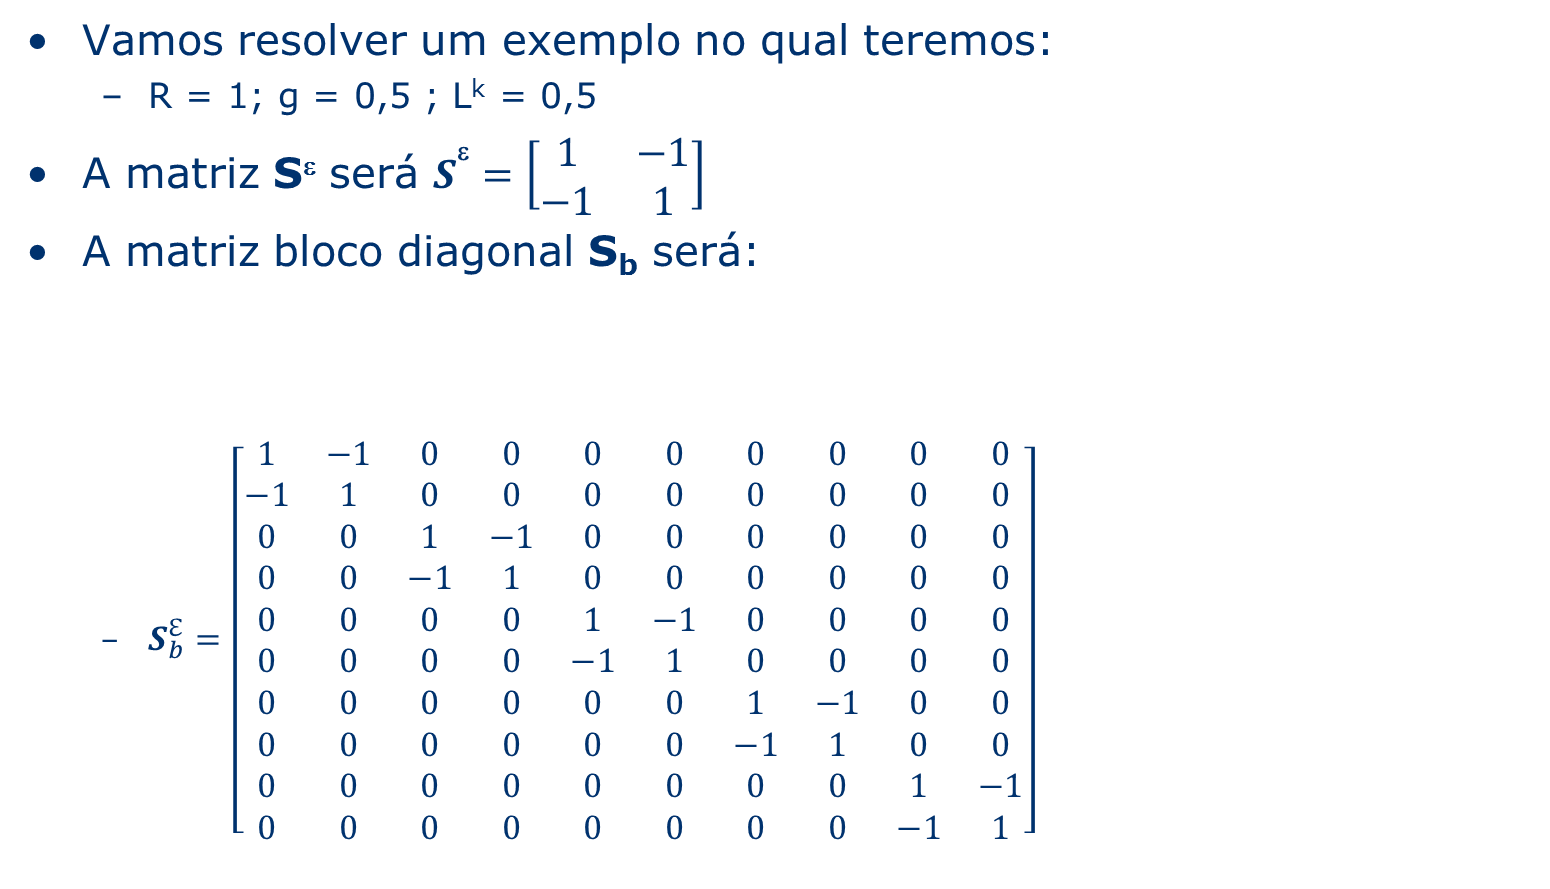 • Vamos resolver um exemplo no qual teremos:
– R = 1; g = 0,5 ; Lᵏ = 0,5
• A matriz Sᵋ será 𝑺ᵋ = [1 −1
−1 1]
• A matriz bloco diagonal S_b será:
1 −1 0 0 0 0 0 0 0 0
−1 1 0 0 0 0 0 0 0 0
0 0 1 −1 0 0 0 0 0 0
0 0 −1 1 0 0 0 0 0 0
0 0 0 0 1 −1 0 0 0 0
– 𝑺_b^ℇ =
0 0 0 0 −1 1 0 0 0 0
0 0 0 0 0 0 1 −1 0 0
0 0 0 0 0 0 −1 1 0 0
0 0 0 0 0 0 0 0 1 −1
0 0 0 0 0 0 0 0 −1 1